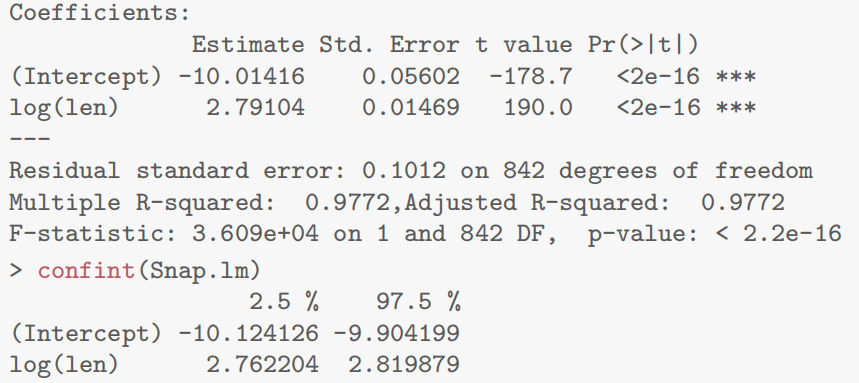 Coefficients:
Estimate Std. Error t value Pr(>|t|)
(Intercept) -10.01416 0.05602 -178.7 <2e-16 ***
log(len) 2.79104 0.01469 190.0 <2e-16 ***
---
Residual standard error: 0.1012 on 842 degrees of freedom
Multiple R-squared: 0.9772,Adjusted R-squared: 0.9772
F-statistic: 3.609e+04 on 1 and 842 DF, p-value: < 2.2e-16
> confint(Snap.lm)
2.5 % 97.5 %
(Intercept) -10.124126 -9.904199
log(len) 2.762204 2.819879